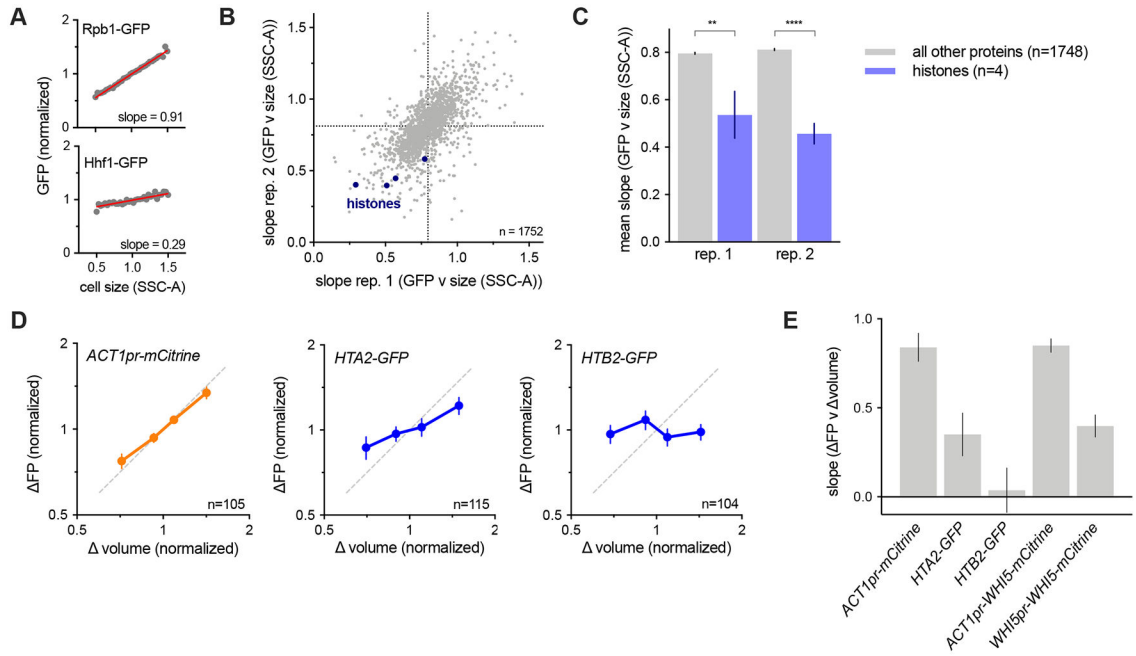 A
Rpb1-GFP
2
1
0
slope = 0.91
Hhf1-GFP
2
1
0
slope = 0.29
0.5
1.0
1.5
GFP (normalized)
cell size (SSC-A)
B
slope rep. 2 (GFP v size (SSC-A))
1.5
1.0
0.5
0.0
histones
n = 1752
0.0
0.5
1.0
1.5
slope rep. 1 (GFP v size (SSC-A))
C
mean slope (GFP v size (SSC-A))
0.8
0.6
0.4
0.2
0.0
**
****
rep. 1
rep. 2
all other proteins (n=1748)
histones (n=4)
D
ΔFP (normalized)
2
1
0.5
ACT1pr-mCitrine
n=105
0.5
1
2
Δ volume (normalized)
ΔFP (normalized)
2
1
0.5
HTA2-GFP
n=115
0.5
1
2
Δ volume (normalized)
ΔFP (normalized)
2
1
0.5
HTB2-GFP
n=104
0.5
1
2
Δ volume (normalized)
E
slope (ΔFP v Δvolume)
1.0
0.5
0.0
ACT1pr-mCitrine
HTA2-GFP
HTB2-GFP
ACT1pr-WHI5-mCitrine
WHI5pr-WHI5-mCitrine